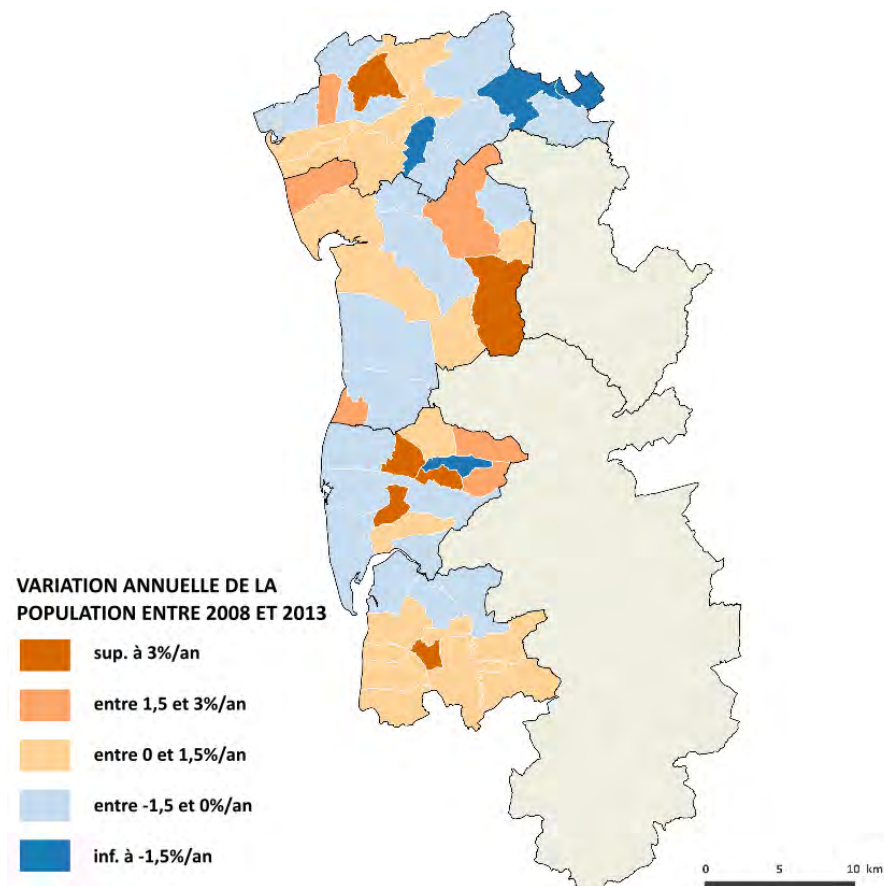 VARIATION ANNUELLE DE LA
POPULATION ENTRE 2008 ET 2013
sup. à 3%/an
entre 1,5 et 3%/an
entre 0 et 1,5%/an
entre -1,5 et 0%/an
inf. à -1,5%/an
0 5 10 km